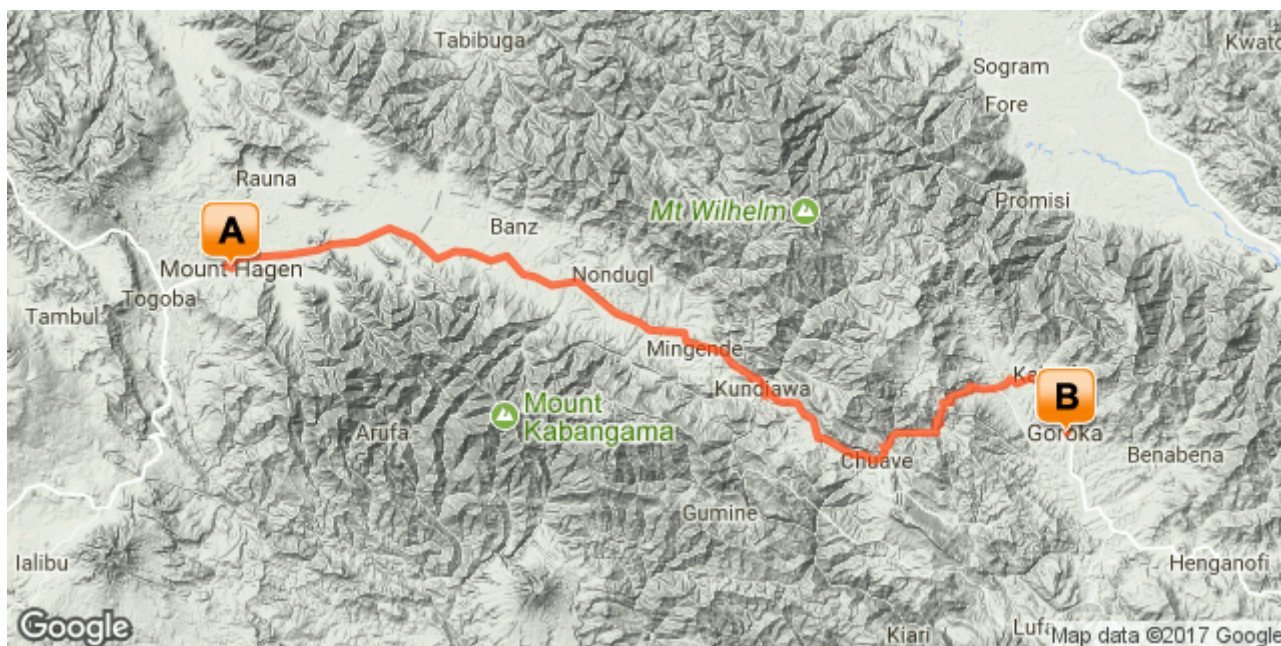 Tabibuga
Kwato
Sogram
Fore
Rauna
Promisi
Mt Wilhelm
A
Banz
Mount Hagen
Nondugl
Togoba
Tambul
Mingende
Kundiawa
B
Mount
Kabangama
Arufa
Goroka
Benabena
Chuave
Gumine
Ialibu
Henganofi
Google
Kiari
Map data ©2017 Google